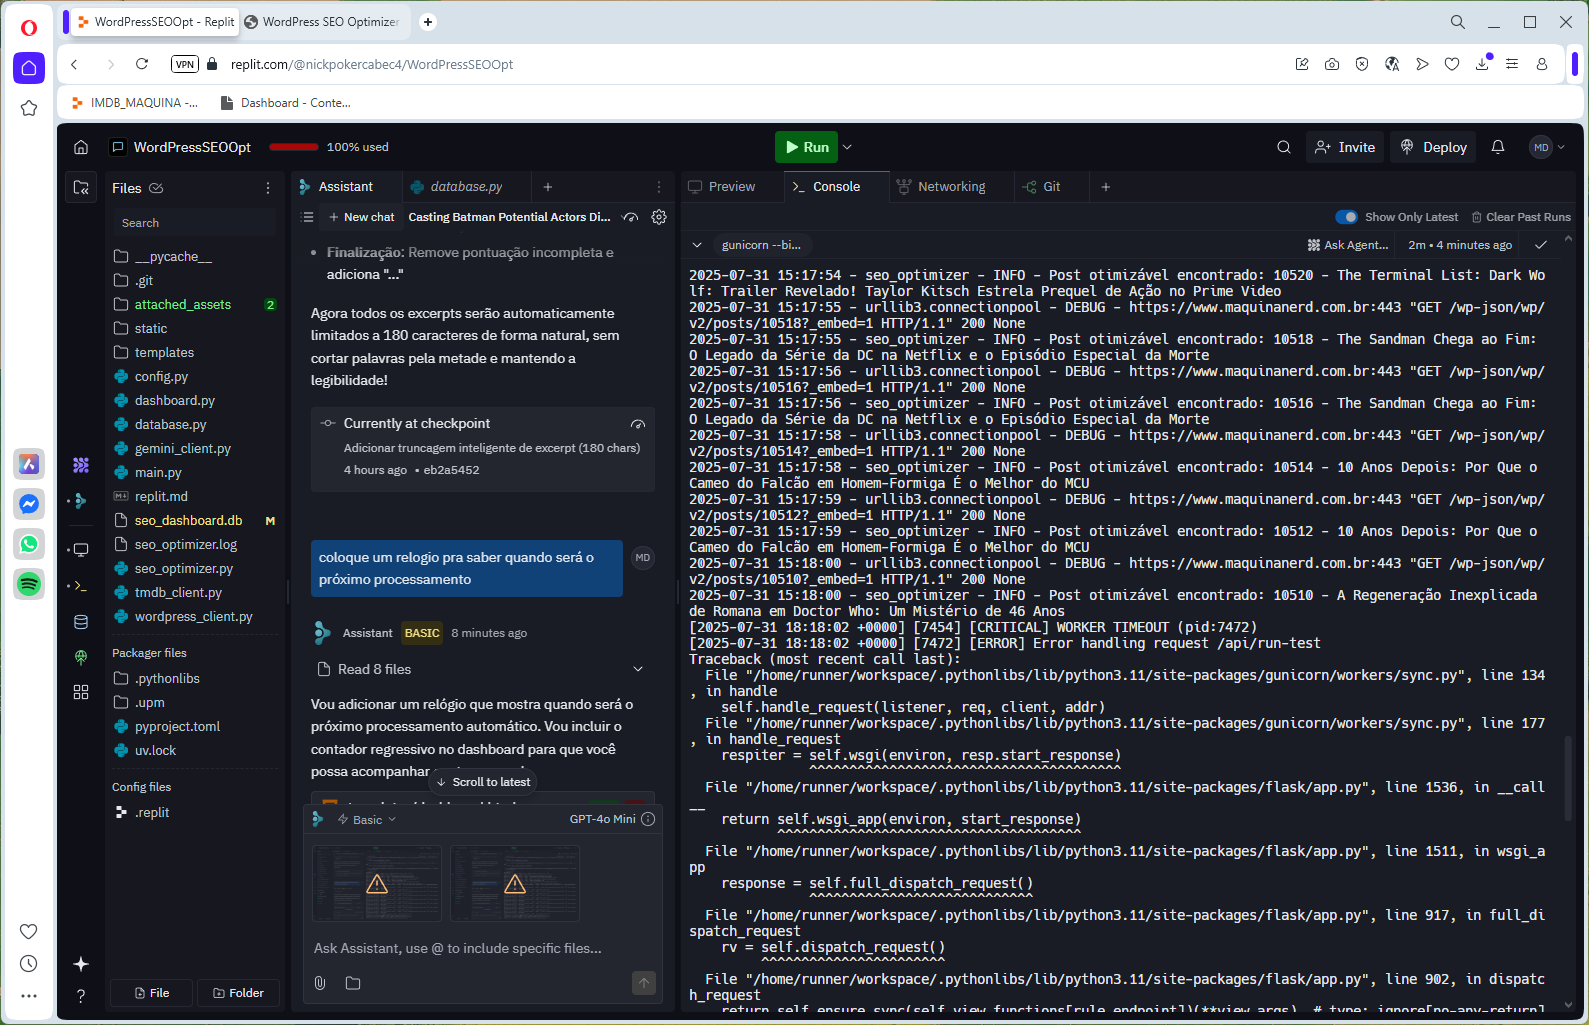 WordPressSEOOpt - Replit
WordPress SEO Optimizer
VPN
replit.com/@nickpokercabec4/WordPressSEOOpt
IMDB_MAQUINA -...
Dashboard - Conte...
WordPressSEOOpt
100% used
Run
Invite
Deploy
MD
Files
Search
__pycache__
.git
attached_assets
2
static
templates
config.py
dashboard.py
database.py
gemini_client.py
main.py
replit.md
seo_dashboard.db
M
seo_optimizer.log
seo_optimizer.py
tmdb_client.py
wordpress_client.py
Packager files
.pythonlibs
.upm
pyproject.toml
uv.lock
Config files
.replit
File
Folder
Assistant
database.py
New chat
Casting Batman Potential Actors Di...
• Finalização: Remove pontuação incompleta e
adiciona "..."
Agora todos os excerpts serão automaticamente
limitados a 180 caracteres de forma natural, sem
cortar palavras pela metade e mantendo a
legibilidade!
Currently at checkpoint
Adicionar truncagem inteligente de excerpt (180 chars)
4 hours ago • eb2a5452
coloque um relogio pra saber quando será o
próximo processamento
MD
Assistant BASIC 8 minutes ago
Read 8 files
Vou adicionar um relógio que mostra quando será o
próximo processamento automático. Vou incluir o
contador regressivo no dashboard para que você
possa acompanhar
Scroll to latest
Basic
GPT-4o Mini
Ask Assistant, use @ to include specific files...
Preview
Console
Networking
Git
Show Only Latest
Clear Past Runs
gunicorn --bi...
Ask Agent...
2m • 4 minutes ago
2025-07-31 15:17:54 - seo_optimizer - INFO - Post otimizável encontrado: 10520 - The Terminal List: Dark Wo
lf: Trailer Revelado! Taylor Kitsch Estrela Prequel de Ação no Prime Video
2025-07-31 15:17:55 - urllib3.connectionpool - DEBUG - https://www.maquinanerd.com.br:443 "GET /wp-json/wp/
v2/posts/10518?_embed=1 HTTP/1.1" 200 None
2025-07-31 15:17:55 - seo_optimizer - INFO - Post otimizável encontrado: 10518 - The Sandman Chega ao Fim:
O Legado da Série da DC na Netflix e o Episódio Especial da Morte
2025-07-31 15:17:56 - urllib3.connectionpool - DEBUG - https://www.maquinanerd.com.br:443 "GET /wp-json/wp/
v2/posts/10516?_embed=1 HTTP/1.1" 200 None
2025-07-31 15:17:56 - seo_optimizer - INFO - Post otimizável encontrado: 10516 - The Sandman Chega ao Fim:
O Legado da Série da DC na Netflix e o Episódio Especial da Morte
2025-07-31 15:17:58 - urllib3.connectionpool - DEBUG - https://www.maquinanerd.com.br:443 "GET /wp-json/wp/
v2/posts/10514?_embed=1 HTTP/1.1" 200 None
2025-07-31 15:17:58 - seo_optimizer - INFO - Post otimizável encontrado: 10514 - 10 Anos Depois: Por Que o
Cameo do Falcão em Homem-Formiga É o Melhor do MCU
2025-07-31 15:17:59 - urllib3.connectionpool - DEBUG - https://www.maquinanerd.com.br:443 "GET /wp-json/wp/
v2/posts/10512?_embed=1 HTTP/1.1" 200 None
2025-07-31 15:17:59 - seo_optimizer - INFO - Post otimizável encontrado: 10512 - 10 Anos Depois: Por Que o
Cameo do Falcão em Homem-Formiga É o Melhor do MCU
2025-07-31 15:18:00 - urllib3.connectionpool - DEBUG - https://www.maquinanerd.com.br:443 "GET /wp-json/wp/
v2/posts/10510?_embed=1 HTTP/1.1" 200 None
2025-07-31 15:18:00 - seo_optimizer - INFO - Post otimizável encontrado: 10510 - A Regeneração Inexplicada
de Romana em Doctor Who: Um Mistério de 46 Anos
[2025-07-31 18:18:02 +0000] [7454] [CRITICAL] WORKER TIMEOUT (pid:7472)
[2025-07-31 18:18:02 +0000] [7472] [ERROR] Error handling request /api/run-test
Traceback (most recent call last):
File "/home/runner/workspace/.pythonlibs/lib/python3.11/site-packages/gunicorn/workers/sync.py", line 134
, in handle
self.handle_request(listener, req, client, addr)
File "/home/runner/workspace/.pythonlibs/lib/python3.11/site-packages/gunicorn/workers/sync.py", line 177
, in handle_request
respiter = self.wsgi(environ, resp.start_response)
^^^^^^^^^^^^^^^^^^^^^^^^^^^^^^^^^^^^^^^
File "/home/runner/workspace/.pythonlibs/lib/python3.11/site-packages/flask/app.py", line 1536, in __call
__
return self.wsgi_app(environ, start_response)
^^^^^^^^^^^^^^^^^^^^^^^^^^^^^^^^^^^^^^
File "/home/runner/workspace/.pythonlibs/lib/python3.11/site-packages/flask/app.py", line 1511, in wsgi_a
pp
response = self.full_dispatch_request()
^^^^^^^^^^^^^^^^^^^^^^^^^^^^
File "/home/runner/workspace/.pythonlibs/lib/python3.11/site-packages/flask/app.py", line 917, in full_di
spatch_request
rv = self.dispatch_request()
^^^^^^^^^^^^^^^^^^^^^^^
File "/home/runner/workspace/.pythonlibs/lib/python3.11/site-packages/flask/app.py", line 902, in dispatc
h_request
return self.ensure_sync(self.view_functions[rule.endpoint])(**view_args) # type: ignore[no-any-return]